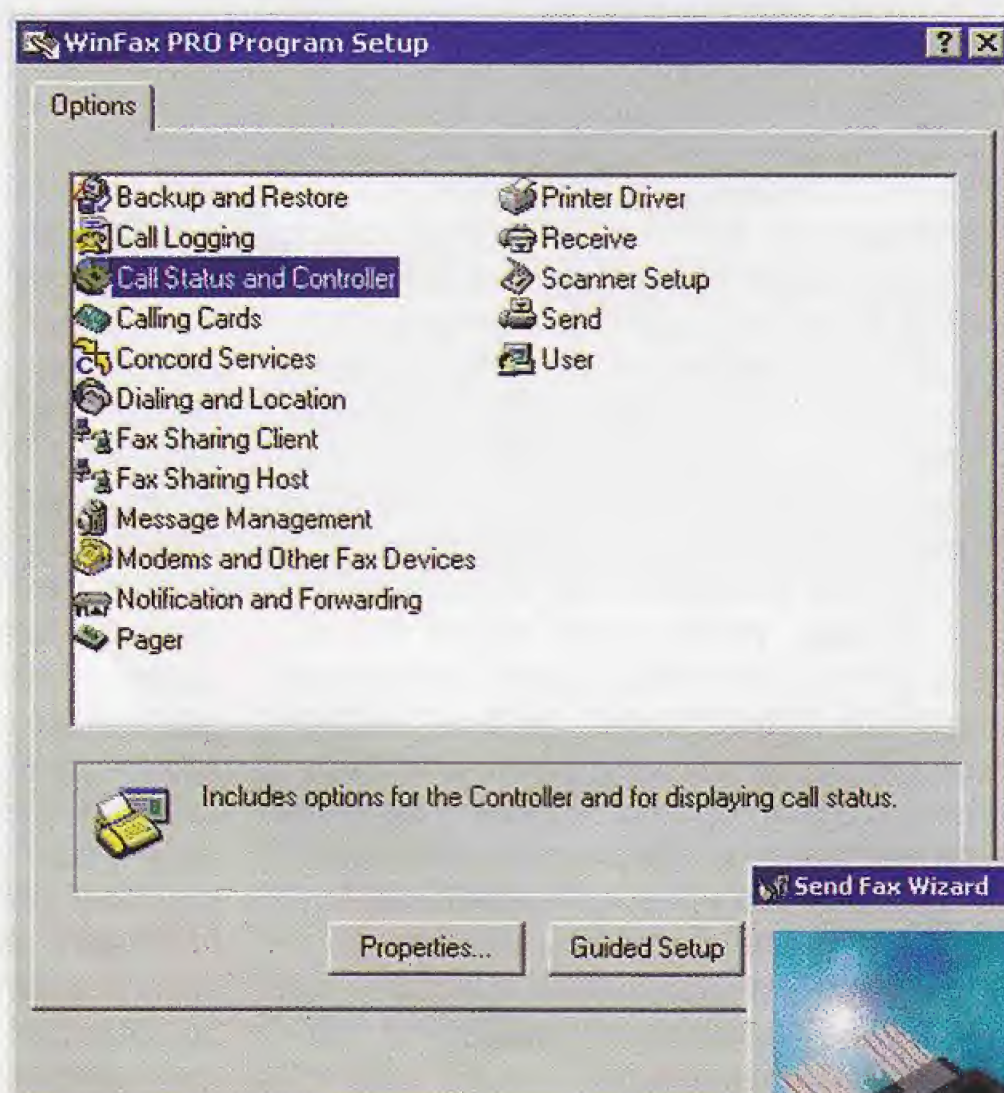 WinFax PRO Program Setup
Options
Backup and Restore
Call Logging
Call Status and Controller
Calling Cards
Concord Services
Dialing and Location
Fax Sharing Client
Fax Sharing Host
Message Management
Modems and Other Fax Devices
Notification and Forwarding
Pager
Printer Driver
Receive
Scanner Setup
Send
User
Includes options for the Controller and for displaying call status.
Properties...
Guided Setup
Send Fax Wizard